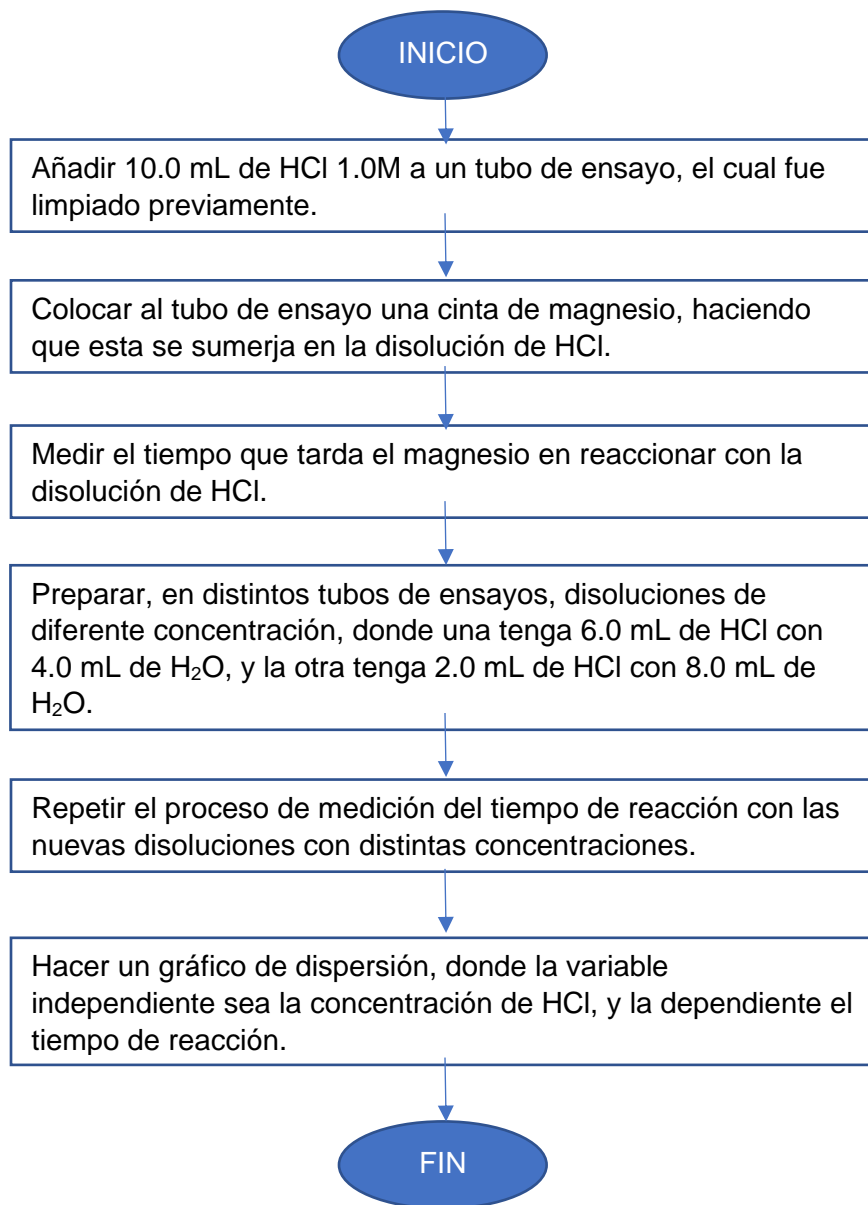 INICIO
Añadir 10.0 mL de HCl 1.0M a un tubo de ensayo, el cual fue
limpiado previamente.
Colocar al tubo de ensayo una cinta de magnesio, haciendo
que esta se sumerja en la disolución de HCl.
Medir el tiempo que tarda el magnesio en reaccionar con la
disolución de HCl.
Preparar, en distintos tubos de ensayos, disoluciones de
diferente concentración, donde una tenga 6.0 mL de HCl con
4.0 mL de H₂O, y la otra tenga 2.0 mL de HCl con 8.0 mL de
H₂O.
Repetir el proceso de medición del tiempo de reacción con las
nuevas disoluciones con distintas concentraciones.
Hacer un gráfico de dispersión, donde la variable
independiente sea la concentración de HCl, y la dependiente el
tiempo de reacción.
FIN